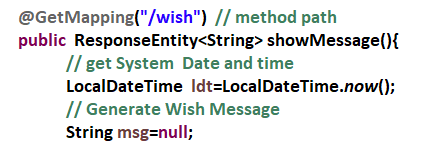 @GetMapping("/wish")  // method path
public  ResponseEntity<String> showMessage(){
// get System  Date and time
LocalDateTime  ldt=LocalDateTime.now();
// Generate Wish Message
String msg=null;